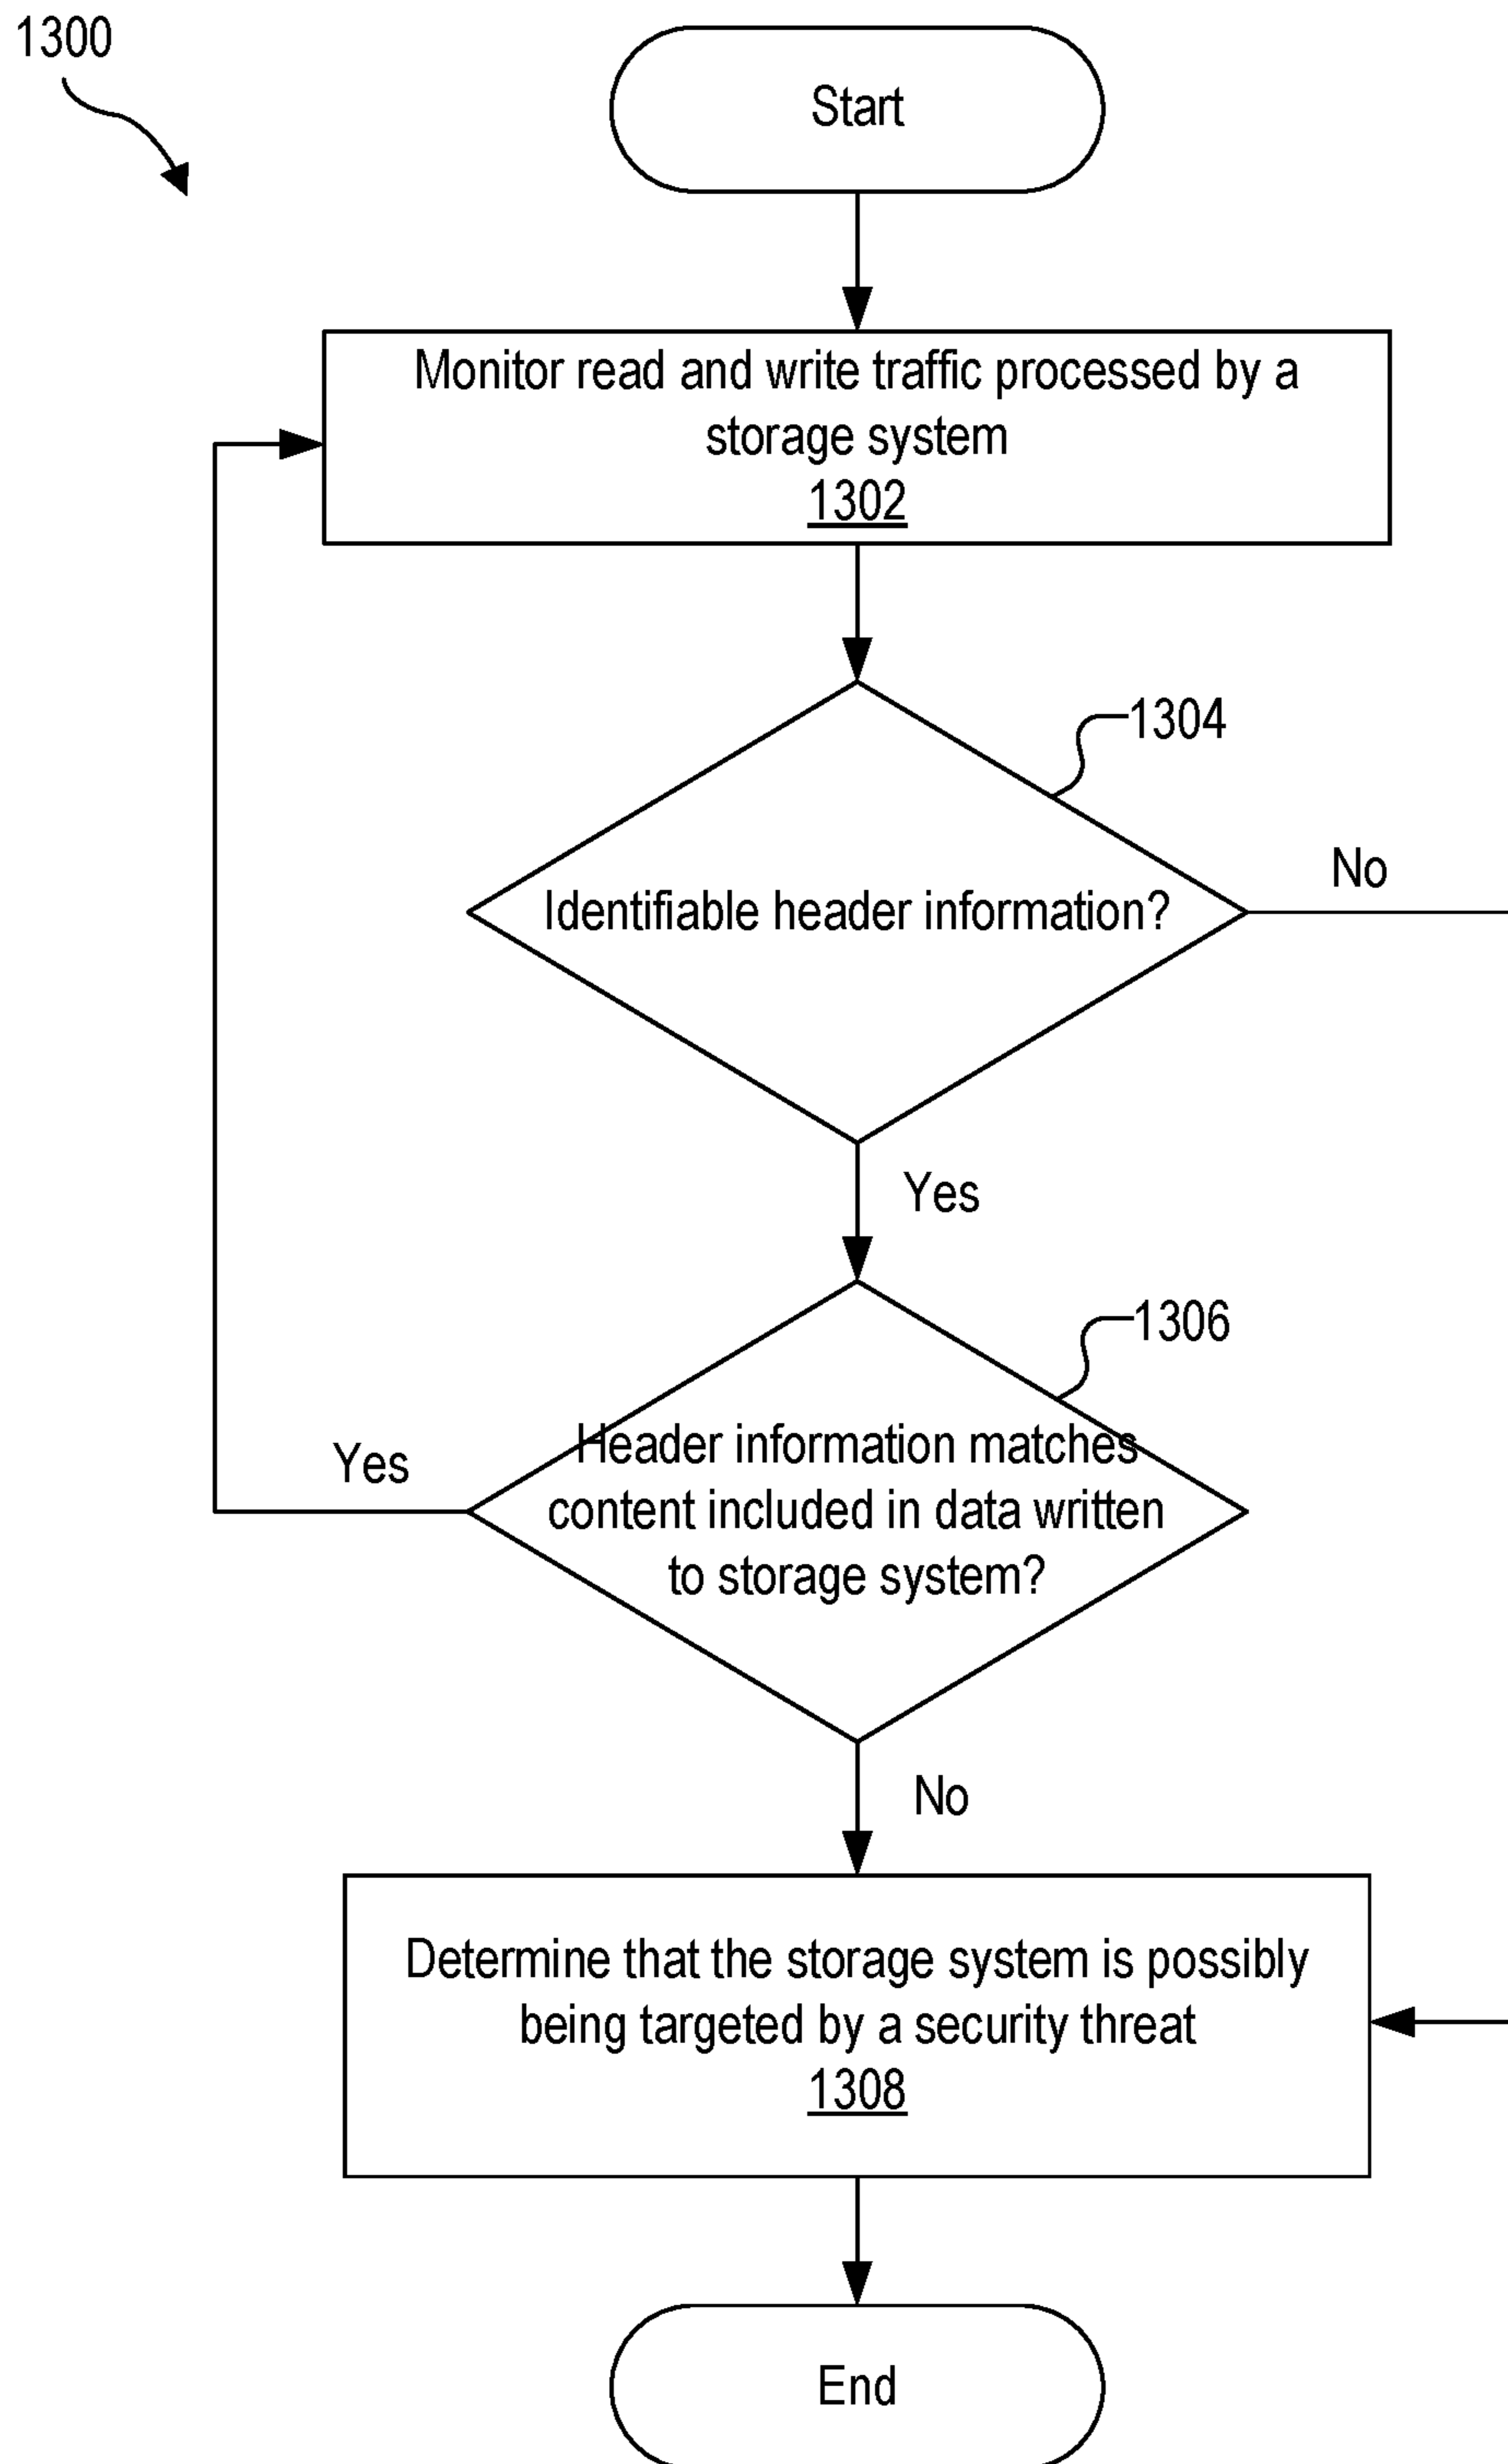 1300
Start
Monitor read and write traffic processed by a
storage system
1302
1304
Identifiable header information?
No
Yes
1306
Header information matches
content included in data written
to storage system?
Yes
No
Determine that the storage system is possibly
being targeted by a security threat
1308
End